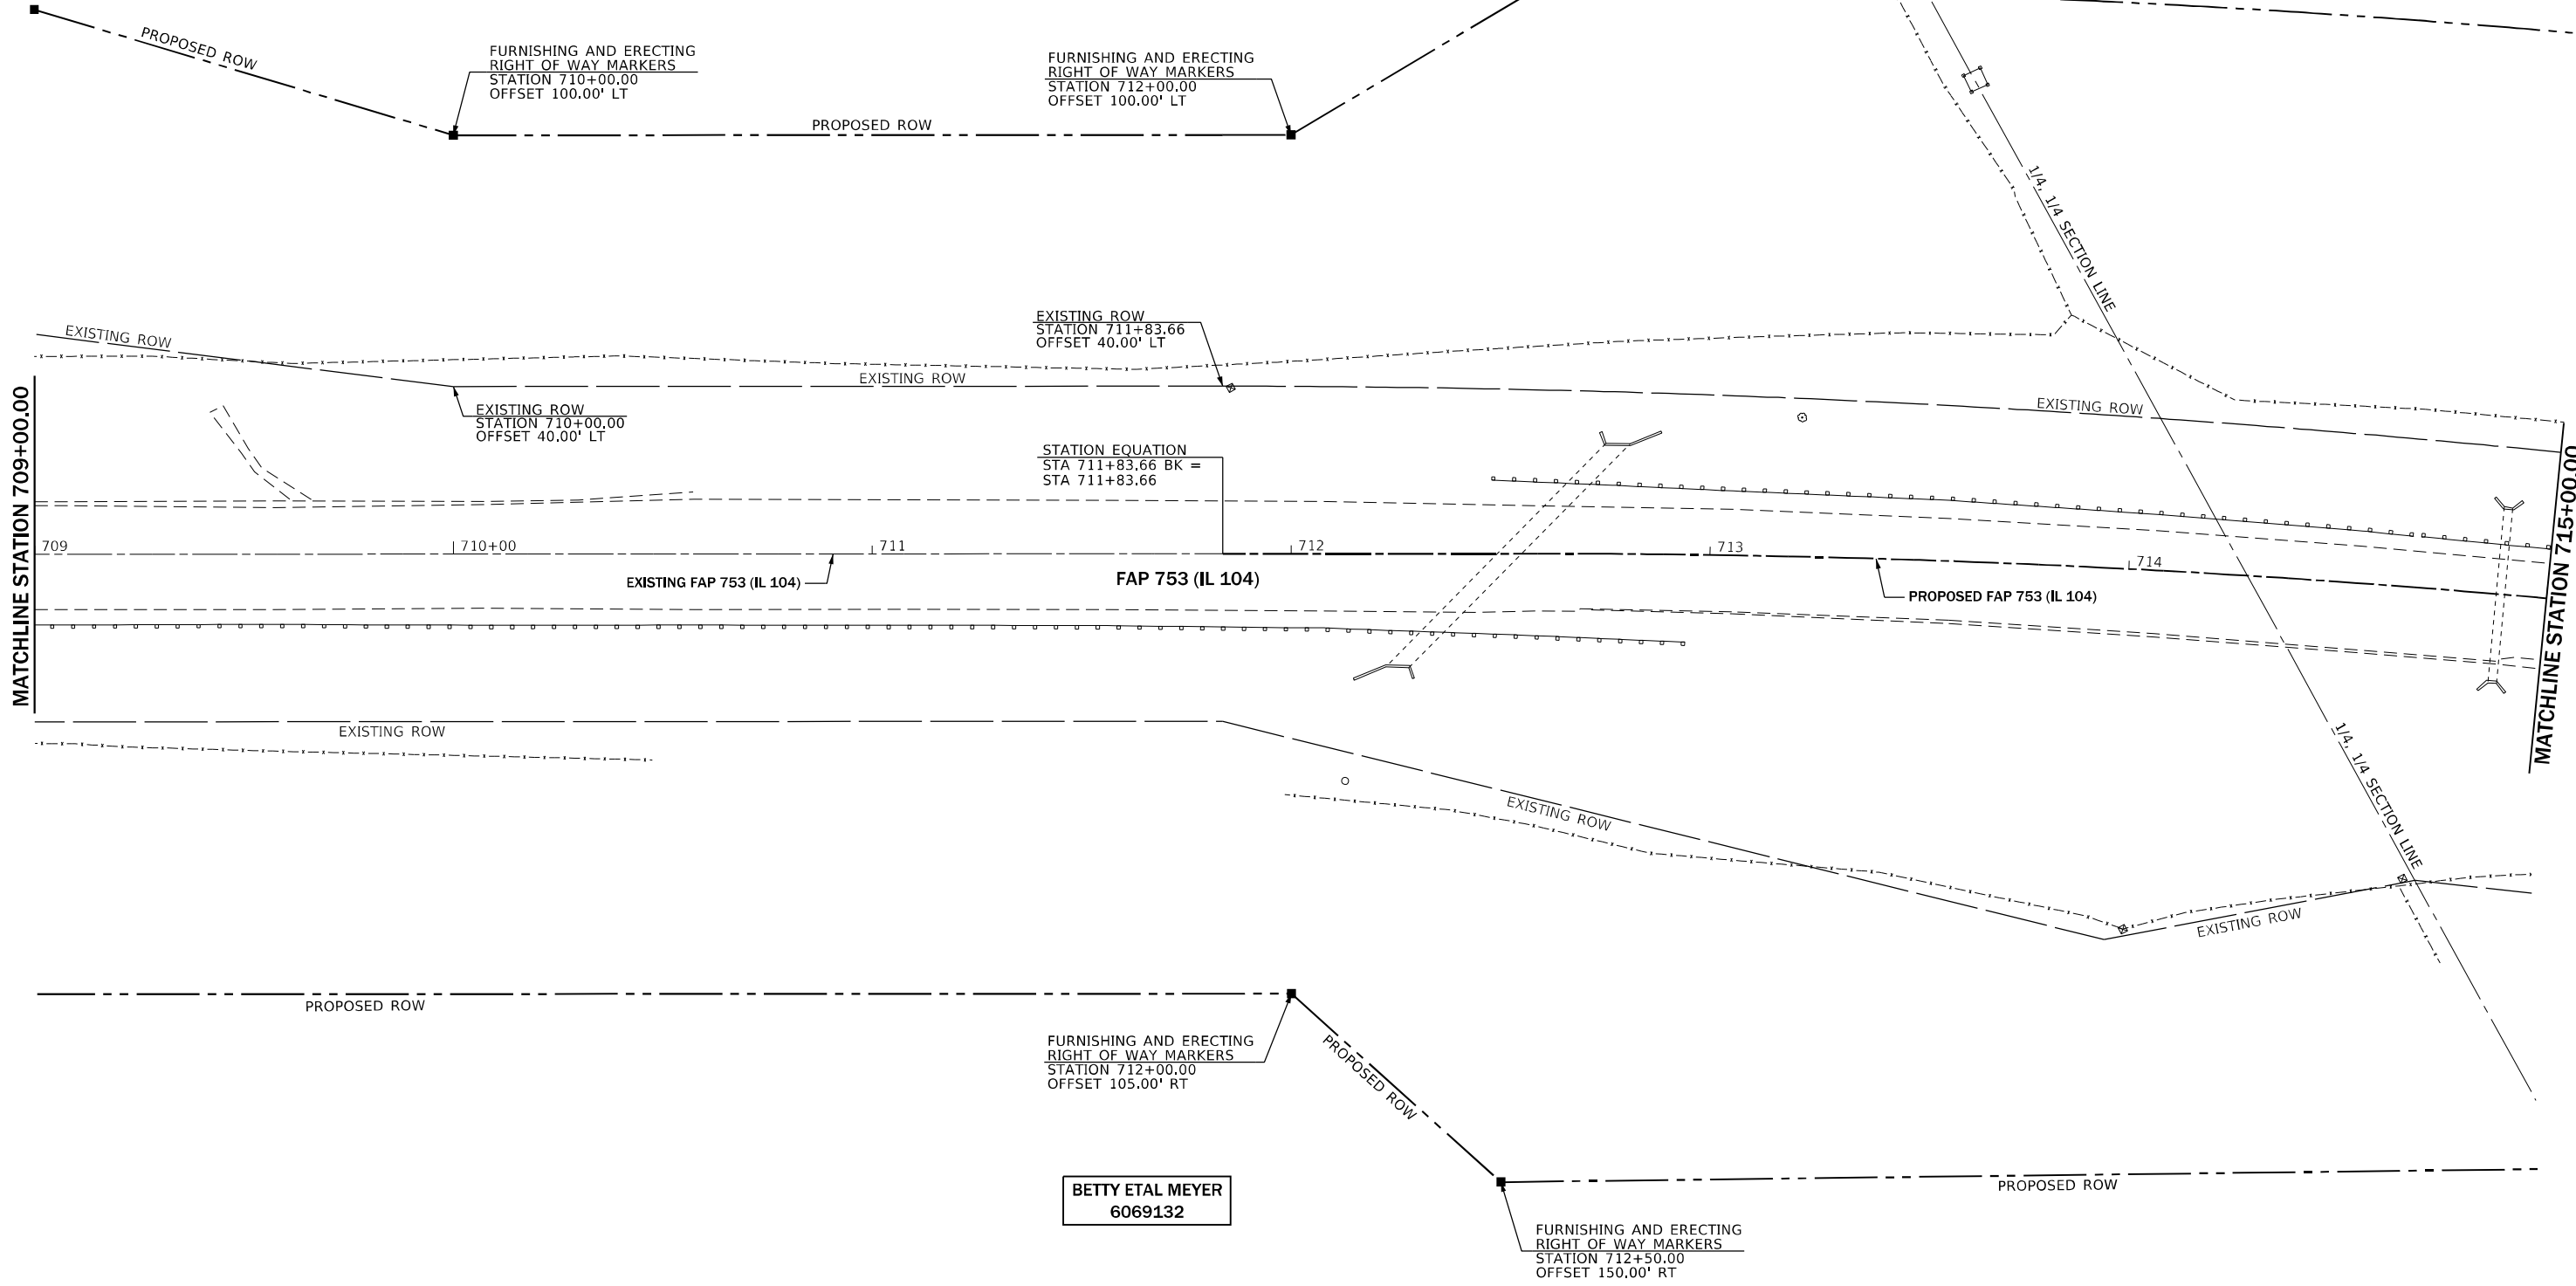 PROPOSED ROW
FURNISHING AND ERECTING
RIGHT OF WAY MARKERS
STATION 710+00.00
OFFSET 100.00' LT
FURNISHING AND ERECTING
RIGHT OF WAY MARKERS
STATION 712+00.00
OFFSET 100.00' LT
PROPOSED ROW
1/4, 1/4 SECTION LINE
EXISTING ROW
EXISTING ROW
STATION 711+83.66
OFFSET 40.00' LT
EXISTING ROW
EXISTING ROW
STATION 710+00.00
OFFSET 40.00' LT
EXISTING ROW
MATCHLINE STATION 709+00.00
STATION EQUATION
STA 711+83.66 BK =
STA 711+83.66
709
710+00
711
712
713
714
EXISTING FAP 753 (IL 104)
FAP 753 (IL 104)
PROPOSED FAP 753 (IL 104)
MATCHLINE STATION 715+00.00
EXISTING ROW
EXISTING ROW
1/4, 1/4 SECTION LINE
EXISTING ROW
PROPOSED ROW
FURNISHING AND ERECTING
RIGHT OF WAY MARKERS
STATION 712+00.00
OFFSET 105.00' RT
PROPOSED ROW
BETTY ETAL MEYER
6069132
PROPOSED ROW
FURNISHING AND ERECTING
RIGHT OF WAY MARKERS
STATION 712+50.00
OFFSET 150.00' RT